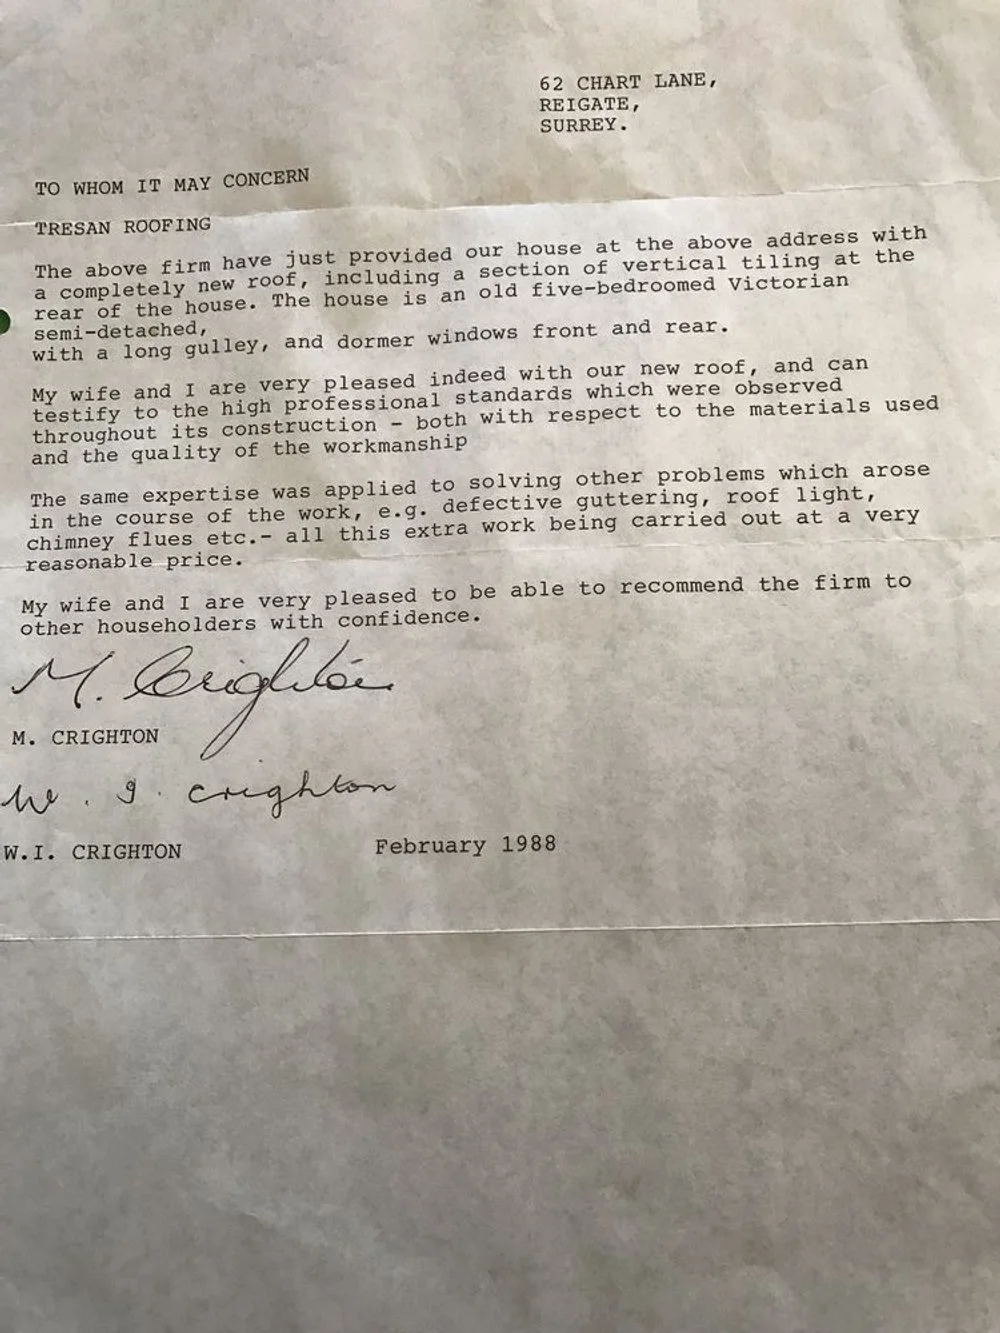 62 CHART LANE,
REIGATE,
SURREY.
TO WHOM IT MAY CONCERN
TRESAN ROOFING
The above firm have just provided our house at the above address with
a completely new roof, including a section of vertical tiling at the
rear of the house. The house is an old five-bedroomed Victorian
semi-detached,
with a long gulley, and dormer windows front and rear.
My wife and I are very pleased indeed with our new roof, and can
testify to the high professional standards which were observed
throughout its construction - both with respect to the materials used
and the quality of the workmanship
The same expertise was applied to solving other problems which arose
in the course of the work, e.g. defective guttering, roof light,
chimney flues etc.- all this extra work being carried out at a very
reasonable price.
My wife and I are very pleased to be able to recommend the firm to
other householders with confidence.
M. Crighton
M. CRIGHTON
W. I. Crighton
W.I. CRIGHTON February 1988